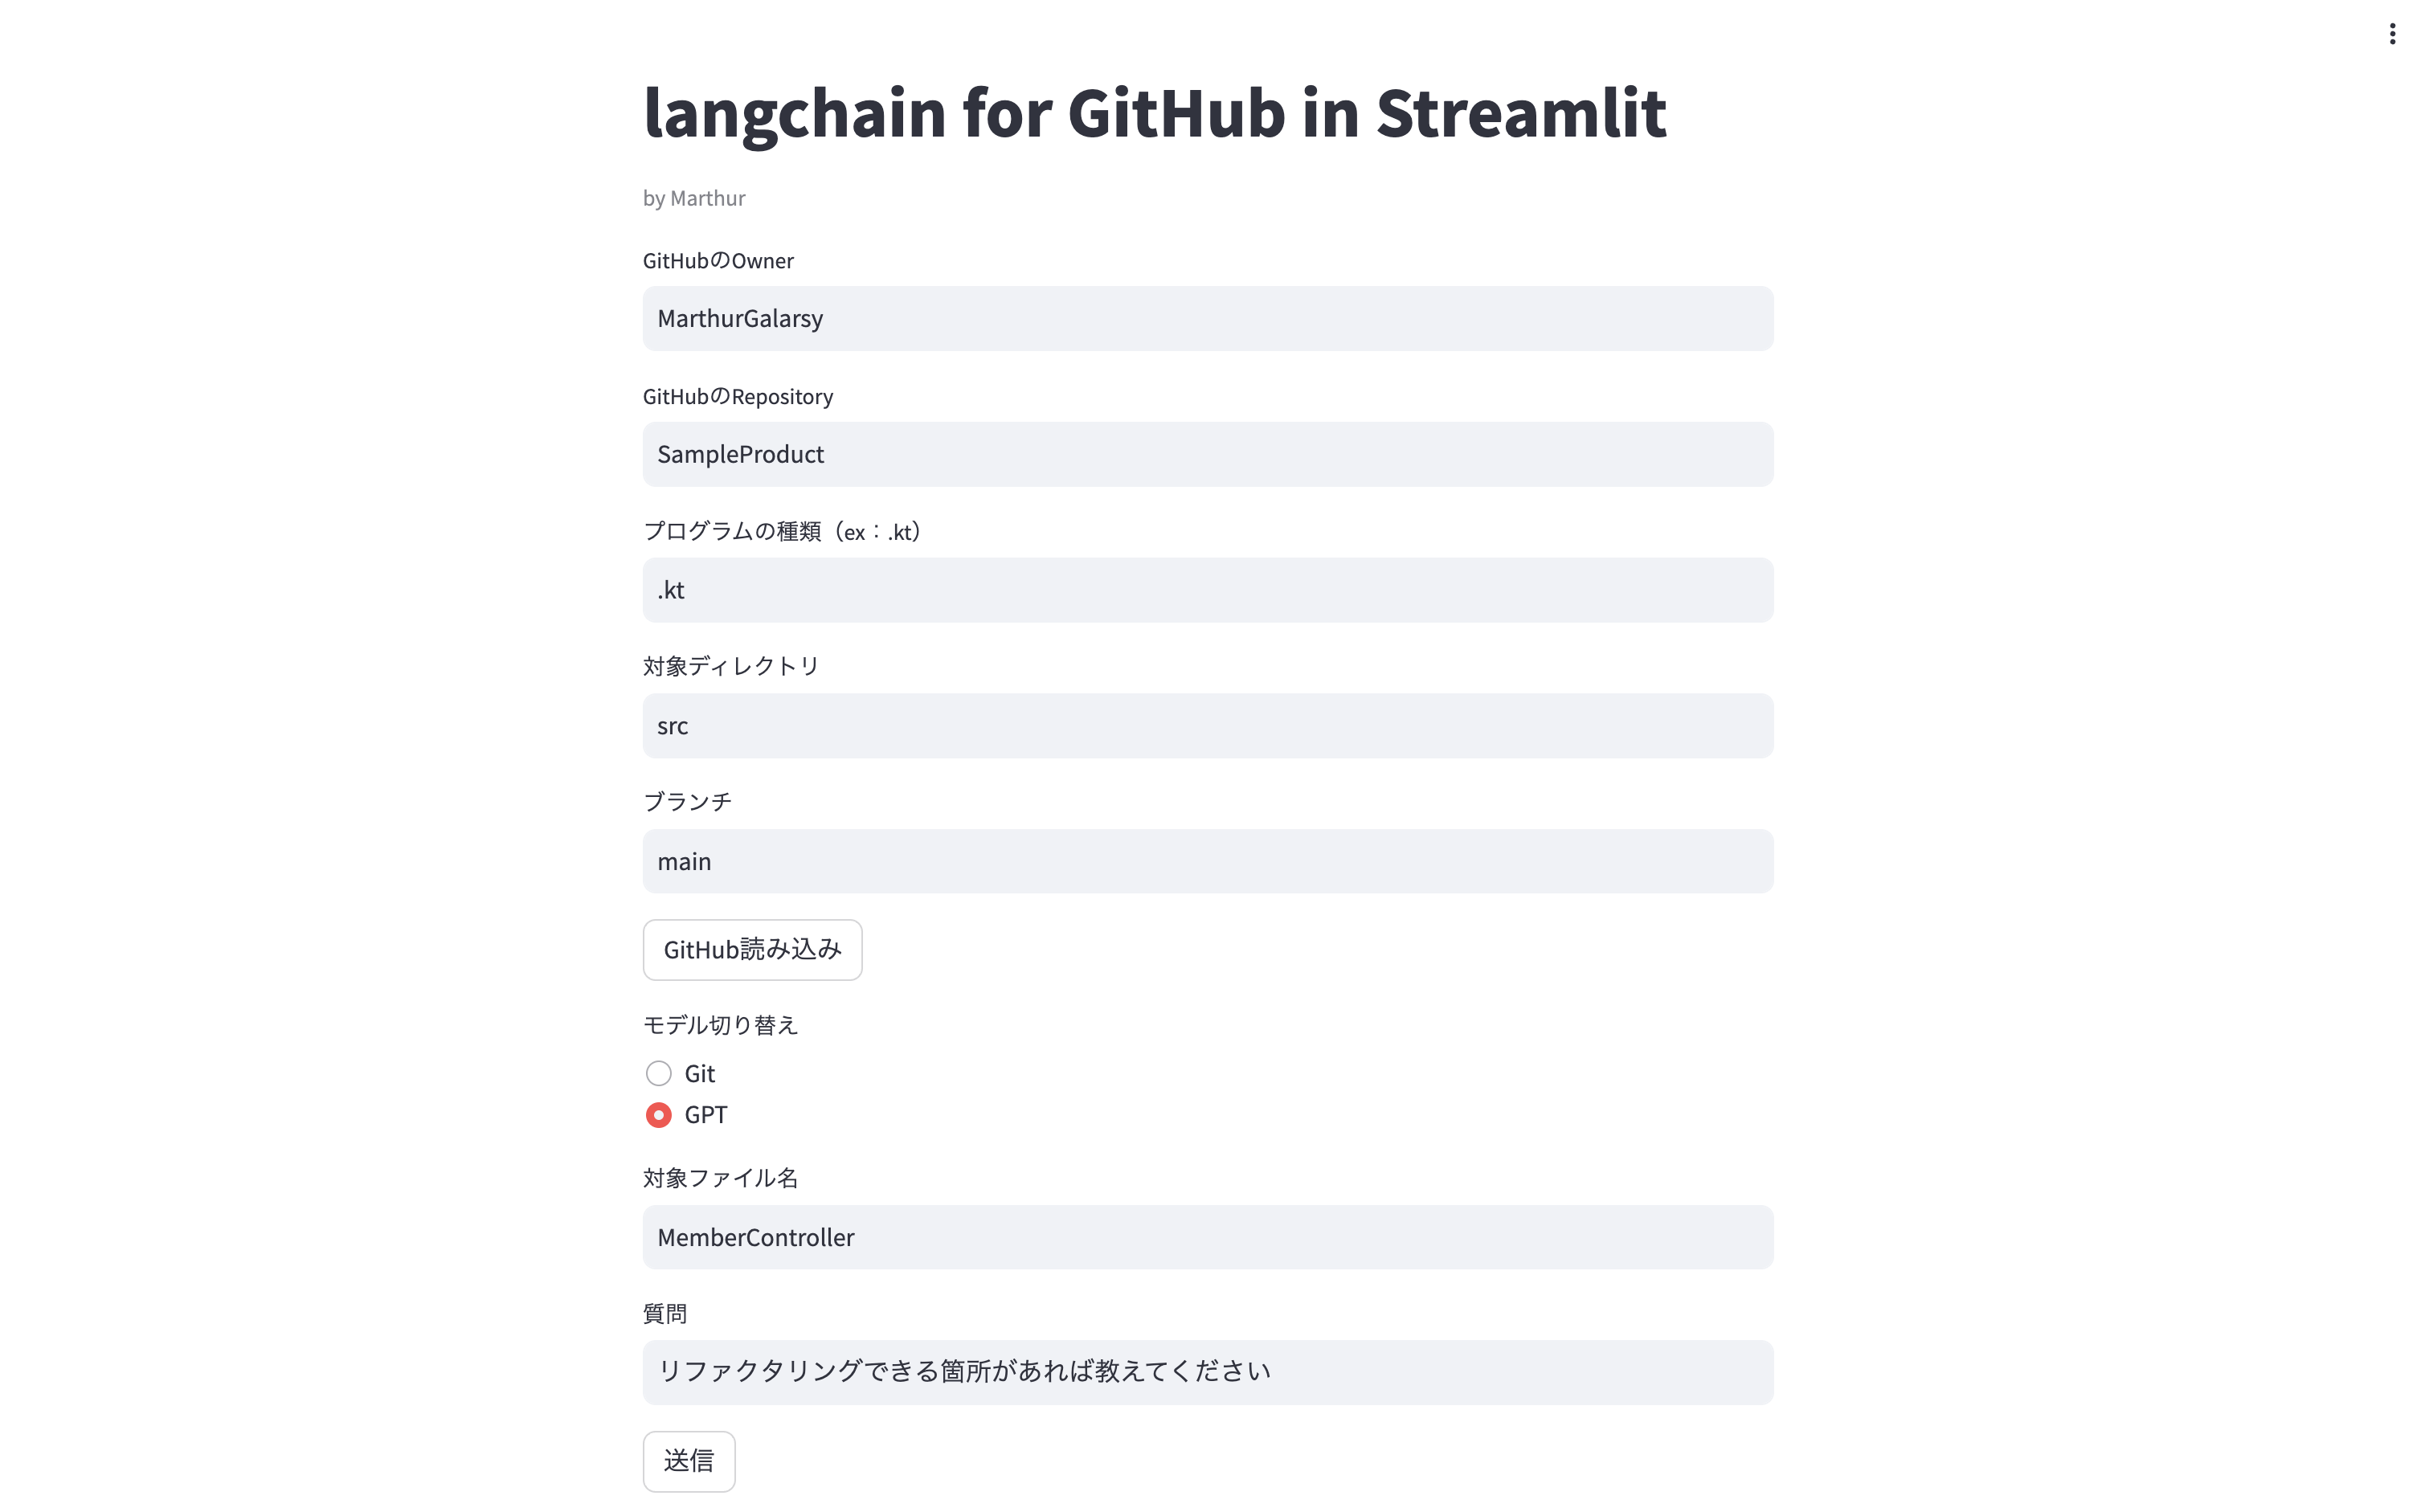 langchain for GitHub in Streamlit
by Marthur
GitHubのOwner
MarthurGalarsy
GitHubのRepository
SampleProduct
プログラムの種類（ex：.kt）
.kt
対象ディレクトリ
src
ブランチ
main
GitHub読み込み
モデル切り替え
Git
GPT
対象ファイル名
MemberController
質問
リファクタリングできる箇所があれば教えてください
送信